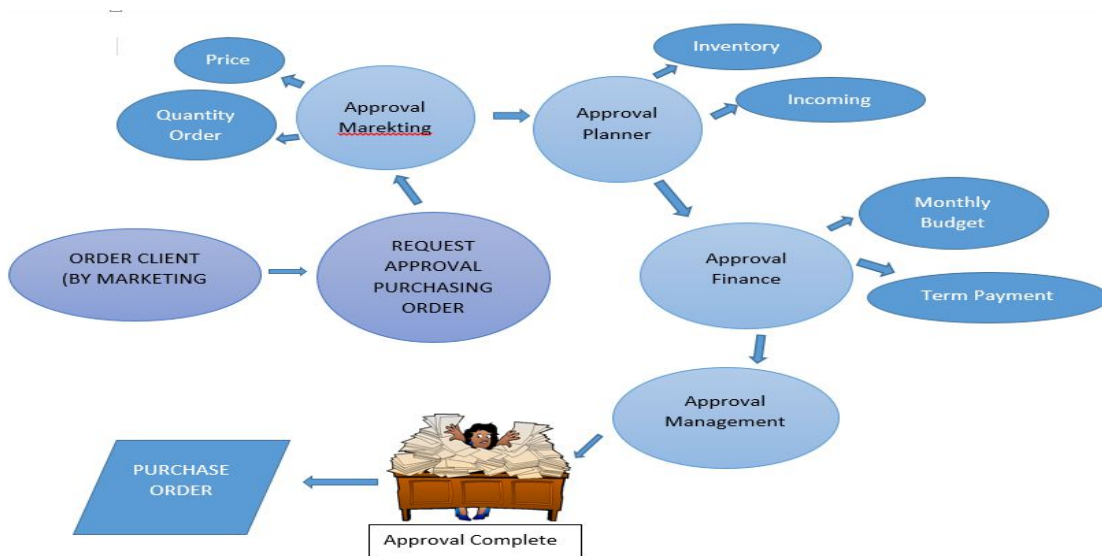 Price
Quantity
Order
Approval
Marekting
Approval
Planner
Inventory
Incoming
ORDER CLIENT
(BY MARKETING
REQUEST
APPROVAL
PURCHASING
ORDER
Approval
Finance
Monthly
Budget
Term Payment
Approval
Management
Approval Complete
PURCHASE
ORDER